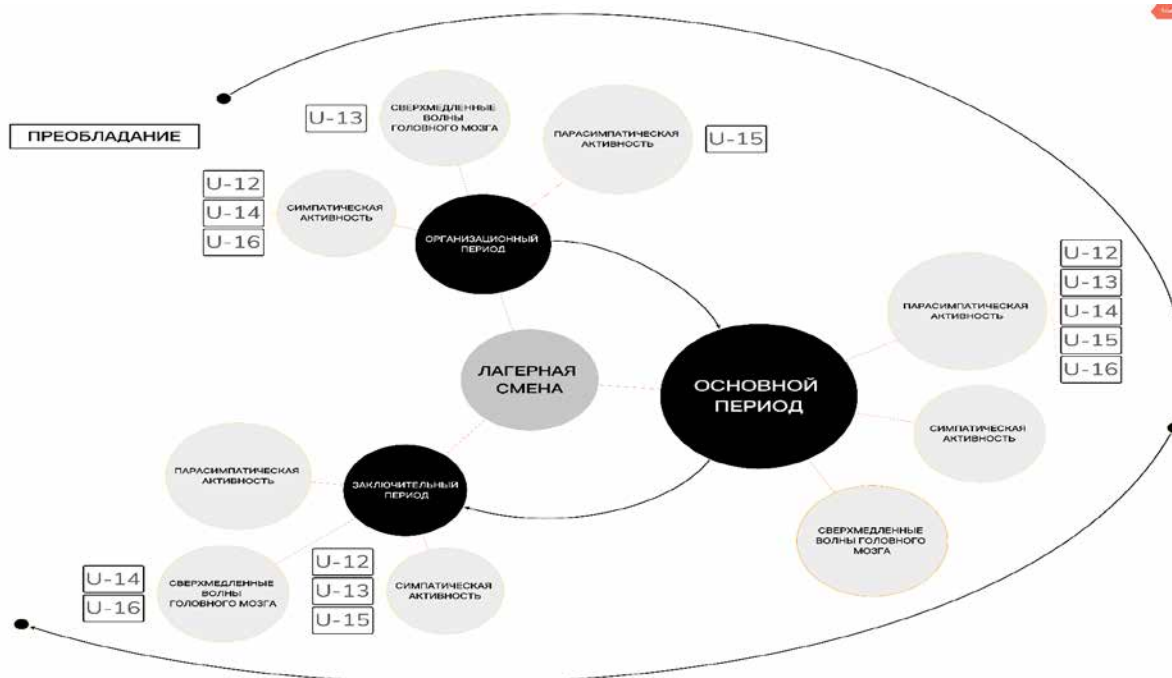 ПРЕОБЛАДАНИЕ
U-13
СВЕРХМЕДЛЕННЫЕ
ВОЛНЫ
ГОЛОВНОГО МОЗГА
ПАРАСИМПАТИЧЕСКАЯ
АКТИВНОСТЬ
U-15
U-12
U-14
U-16
СИМПАТИЧЕСКАЯ
АКТИВНОСТЬ
ОРГАНИЗАЦИОННЫЙ
ПЕРИОД
ПАРАСИМПАТИЧЕСКАЯ
АКТИВНОСТЬ
U-12
U-13
U-14
U-15
U-16
ЛАГЕРНАЯ
СМЕНА
ОСНОВНОЙ
ПЕРИОД
СИМПАТИЧЕСКАЯ
АКТИВНОСТЬ
СВЕРХМЕДЛЕННЫЕ
ВОЛНЫ ГОЛОВНОГО
МОЗГА
ПАРАСИМПАТИЧЕСКАЯ
АКТИВНОСТЬ
ЗАКЛЮЧИТЕЛЬНЫЙ
ПЕРИОД
U-14
U-16
СВЕРХМЕДЛЕННЫЕ
ВОЛНЫ
ГОЛОВНОГО МОЗГА
U-12
U-13
U-15
СИМПАТИЧЕСКАЯ
АКТИВНОСТЬ